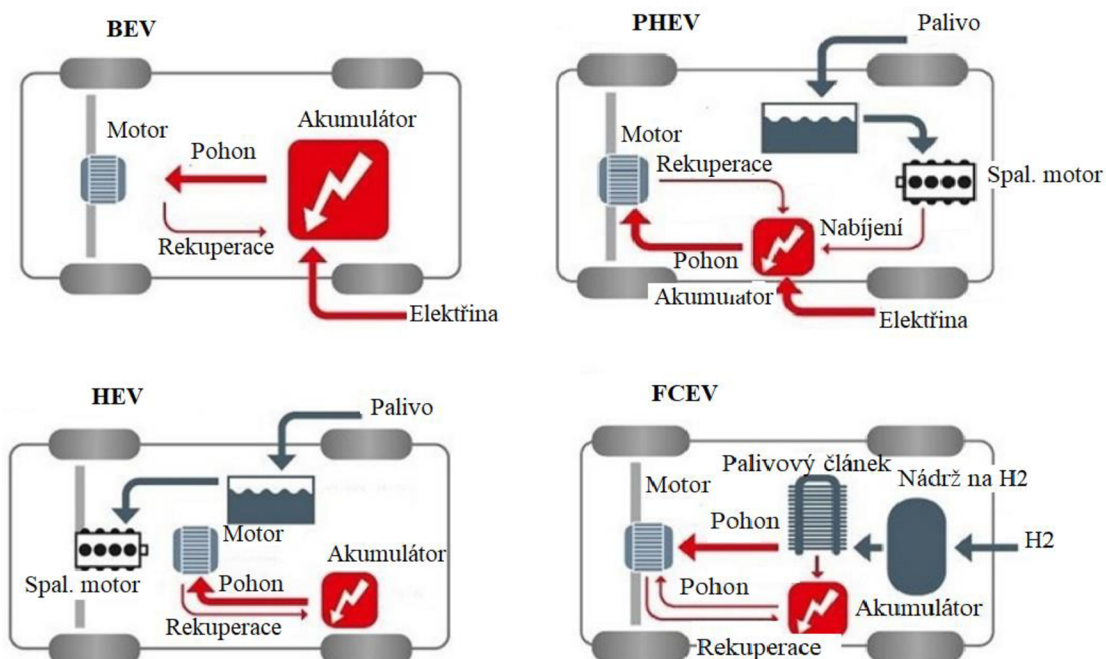 BEV
Motor
Pohon
Akumulátor
Rekuperace
Elektřina
PHEV
Palivo
Motor
Rekuperace
Spal. motor
Nabíjení
Pohon
Akumulátor
Elektřina
HEV
Palivo
Motor
Spal. motor
Akumulátor
Pohon
Rekuperace
FCEV
Palivový článek
Nádrž na H2
Motor
Pohon
H2
Pohon
Akumulátor
Rekuperace